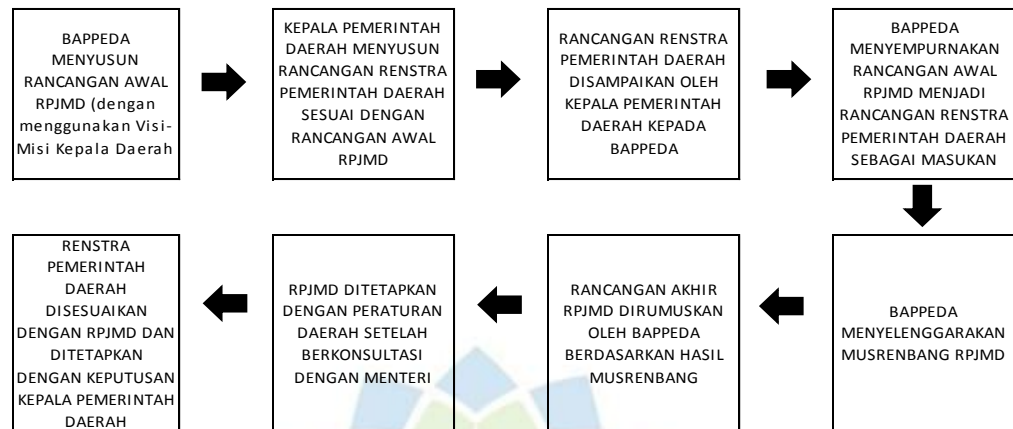 BAPPEDA
MENYUSUN
RANCANGAN AWAL
RPJMD (dengan
menggunakan Visi-
Misi Kepala Daerah
KEPALA PEMERINTAH
DAERAH MENYUSUN
RANCANGAN RENSTRA
PEMERINTAH DAERAH
SESUAI DENGAN
RANCANGAN AWAL
RPJMD
RANCANGAN RENSTRA
PEMERINTAH DAERAH
DISAMPAIKAN OLEH
KEPALA PEMERINTAH
DAERAH KEPADA
BAPPEDA
BAPPEDA
MENYEMPURNAKAN
RANCANGAN AWAL
RPJMD MENJADI
RANCANGAN RENSTRA
PEMERINTAH DAERAH
SEBAGAI MASUKAN
BAPPEDA
MENYELENGGARAKAN
MUSRENBANG RPJMD
RANCANGAN AKHIR
RPJMD DIRUMUSKAN
OLEH BAPPEDA
BERDASARKAN HASIL
MUSRENBANG
RPJMD DITETAPKAN
DENGAN PERATURAN
DAERAH SETELAH
BERKONSULTASI
DENGAN MENTERI
RENSTRA
PEMERINTAH
DAERAH
DISESUAIKAN
DENGAN RPJMD DAN
DITETAPKAN
DENGAN KEPUTUSAN
KEPALA PEMERINTAH
DAERAH